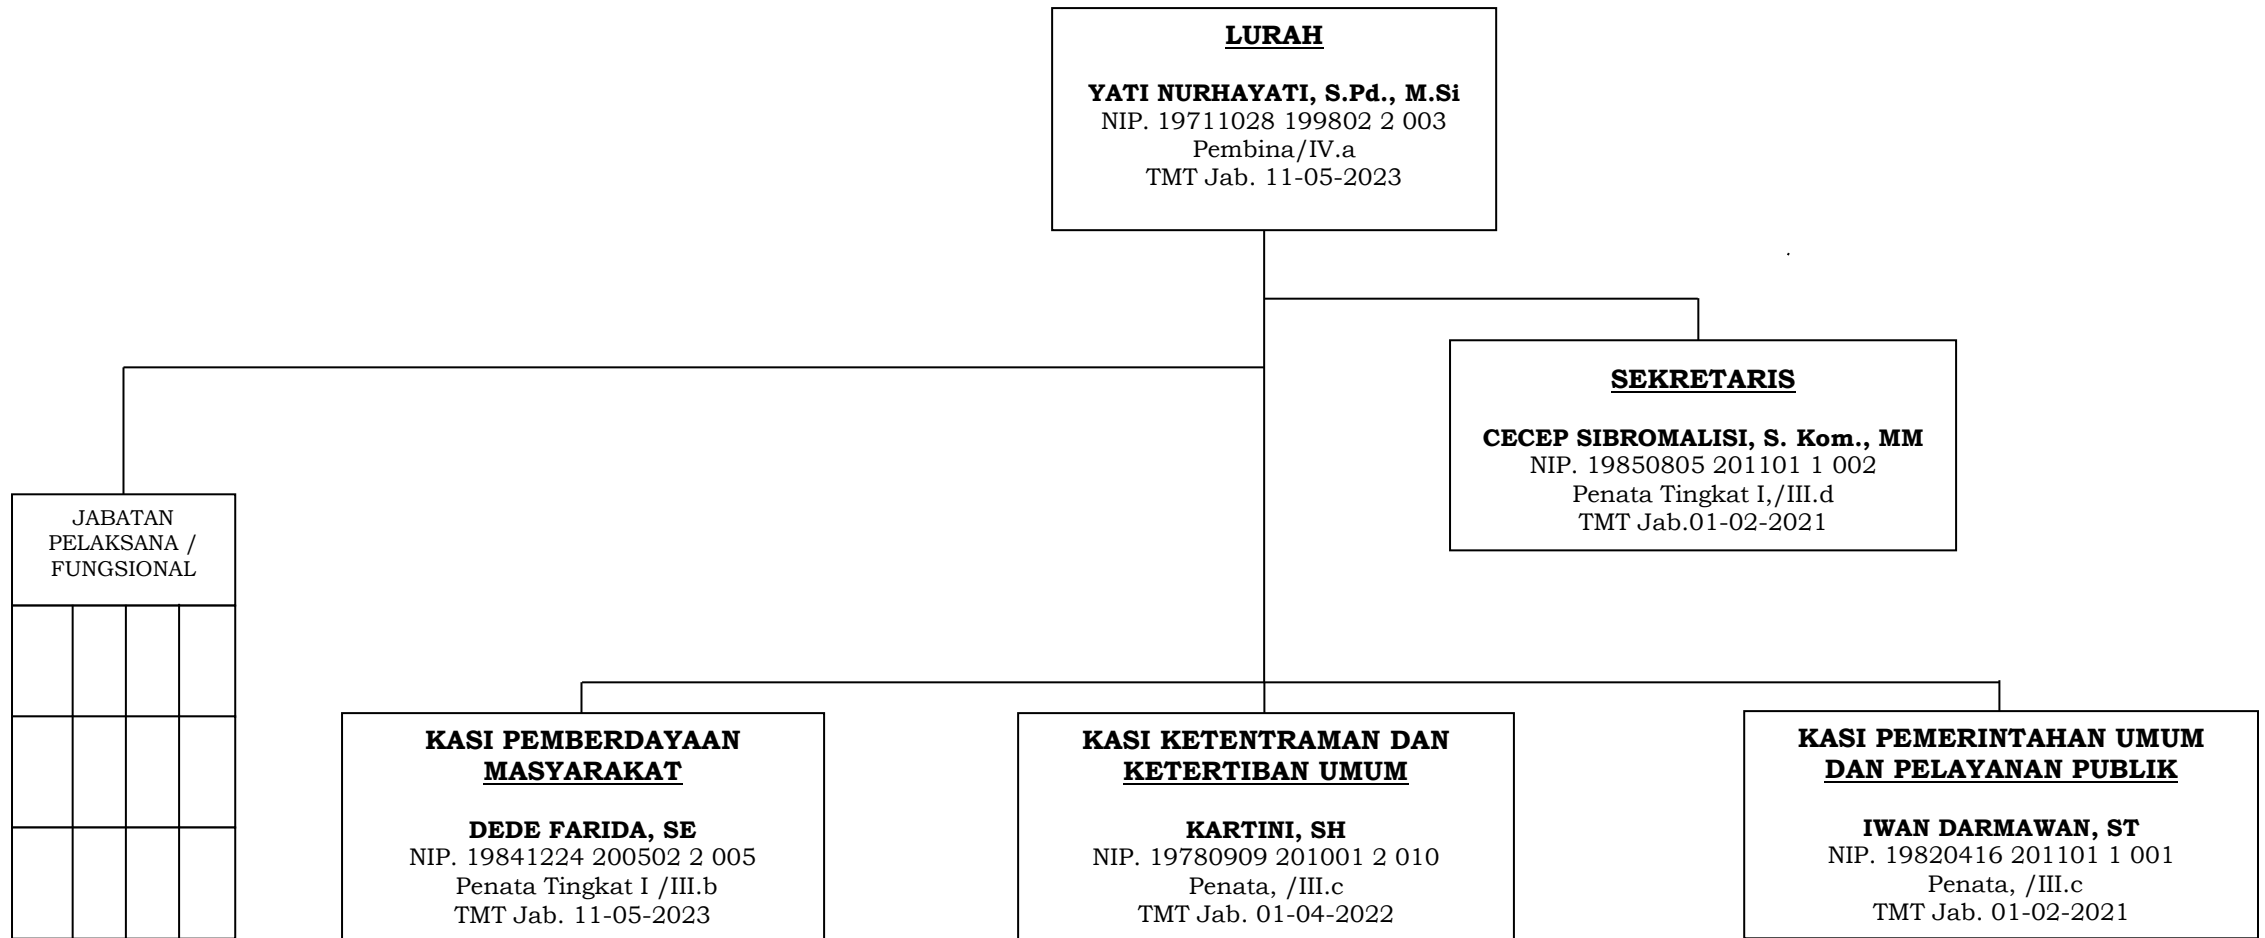 LURAH
YATI NURHAYATI, S.Pd., M.Si
NIP. 19711028 199802 2 003
Pembina/IV.a
TMT Jab. 11-05-2023
.
SEKRETARIS
CECEP SIBROMALISI, S. Kom., MM
NIP. 19850805 201101 1 002
Penata Tingkat I,/III.d
TMT Jab.01-02-2021
JABATAN
PELAKSANA /
FUNGSIONAL
KASI PEMBERDAYAAN
MASYARAKAT
DEDE FARIDA, SE
NIP. 19841224 200502 2 005
Penata Tingkat I /III.b
TMT Jab. 11-05-2023
KASI KETENTRAMAN DAN
KETERTIBAN UMUM
KARTINI, SH
NIP. 19780909 201001 2 010
Penata, /III.c
TMT Jab. 01-04-2022
KASI PEMERINTAHAN UMUM
DAN PELAYANAN PUBLIK
IWAN DARMAWAN, ST
NIP. 19820416 201101 1 001
Penata, /III.c
TMT Jab. 01-02-2021